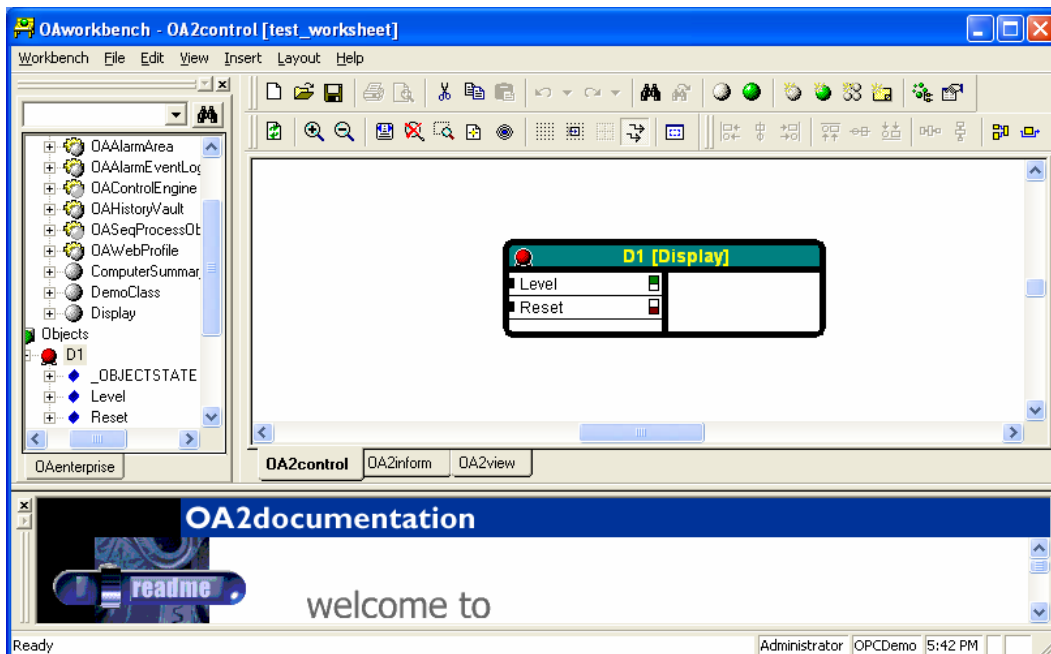 OAworkbench - OA2control [test_worksheet]
Workbench File Edit View Insert Layout Help
OAAlarmArea
OAAlarmEventLog
OAControlEngine
OAHistoryVault
OASeqProcessOb
OAWebProfile
ComputerSummar
DemoClass
Display
Objects
D1
_OBJECTSTATE
Level
Reset
OAenterprise
D1 [Display]
Level
Reset
OA2control OA2inform OA2view
OA2documentation
readme
welcome to
Ready Administrator OPCDemo 5:42 PM